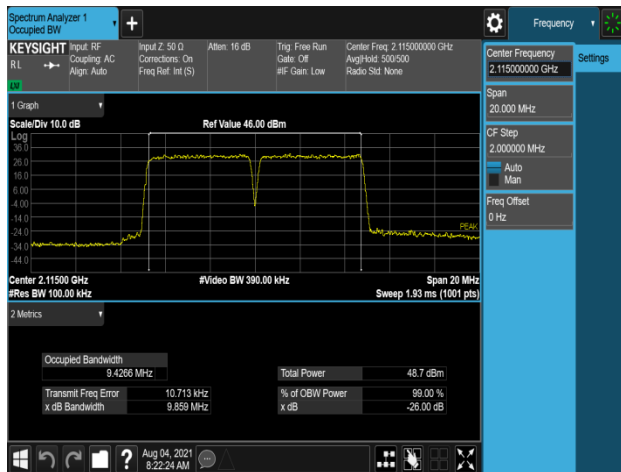 Spectrum Analyzer 1
Occupied BW
KEYSIGHT
RL
Input: RF
Coupling: AC
Align: Auto
Input Z: 50 Ω
Corrections: On
Freq Ref: Int (S)
Atten: 16 dB
Trig: Free Run
Gate: Off
#IF Gain: Low
Center Freq: 2.115000000 GHz
Avg|Hold: 500/500
Radio Std: None
1 Graph
Scale/Div 10.0 dB
Ref Value 46.00 dBm
Log
36.0
26.0
16.0
6.00
-4.00
-14.0
-24.0
-34.0
-44.0
PEAK
Center 2.11500 GHz
#Video BW 390.00 kHz
Span 20 MHz
#Res BW 100.00 kHz
Sweep 1.93 ms (1001 pts)
2 Metrics
Occupied Bandwidth
9.4266 MHz
Total Power 48.7 dBm
Transmit Freq Error 10.713 kHz
% of OBW Power 99.00 %
x dB Bandwidth 9.859 MHz
x dB -26.00 dB
Aug 04, 2021
8:22:24 AM
Frequency
Settings
Center Frequency
2.115000000 GHz
Span
20.000 MHz
CF Step
2.000000 MHz
Auto
Man
Freq Offset
0 Hz